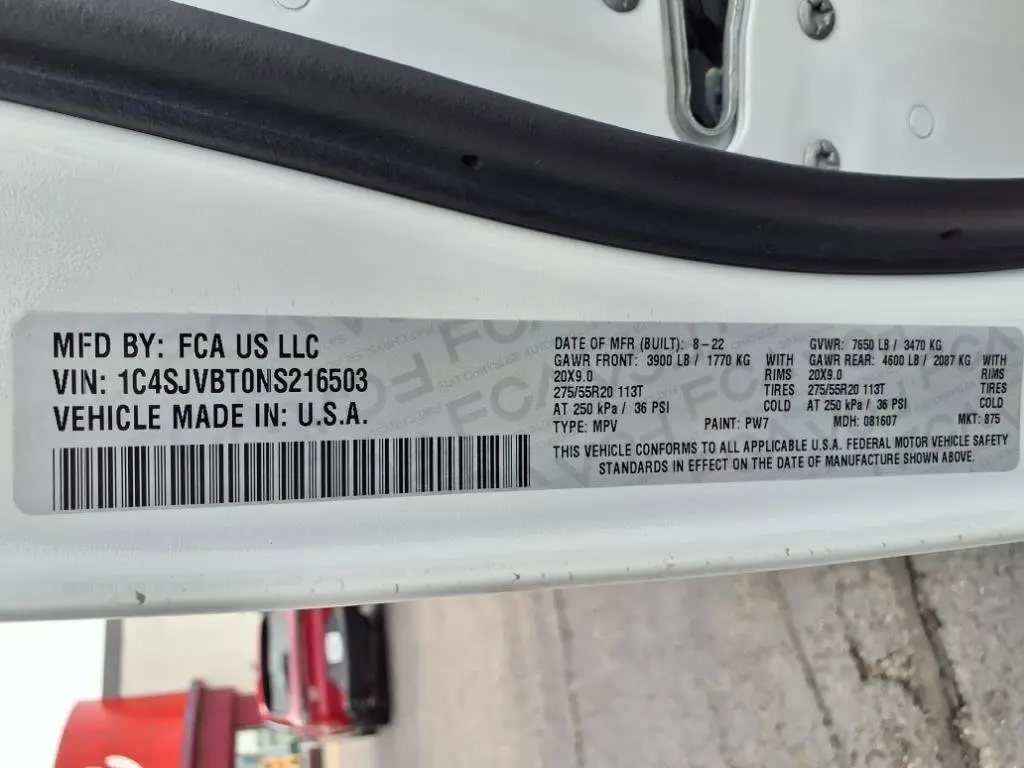 MFD BY: FCA US LLC
VIN: 1C4SJVBT0NS216503
VEHICLE MADE IN: U.S.A.
DATE OF MFR (BUILT): 8-22 GVWR: 7650 LB / 3470 KG
GAWR FRONT: 3900 LB / 1770 KG WITH GAWR REAR: 4600 LB / 2087 KG WITH
20X9.0 RIMS 20X9.0 RIMS
275/55R20 113T TIRES 275/55R20 113T TIRES
AT 250 kPa / 36 PSI COLD AT 250 kPa / 36 PSI COLD
TYPE: MPV PAINT: PW7 MDH: 081607 MKT: 875
THIS VEHICLE CONFORMS TO ALL APPLICABLE U.S.A. FEDERAL MOTOR VEHICLE SAFETY
STANDARDS IN EFFECT ON THE DATE OF MANUFACTURE SHOWN ABOVE.